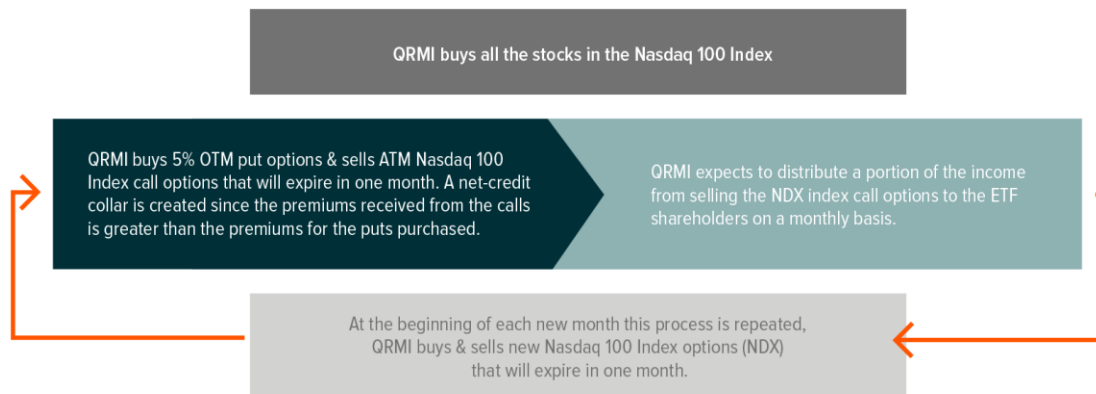 QRMI buys all the stocks in the Nasdaq 100 Index
QRMI buys 5% OTM put options & sells ATM Nasdaq 100
Index call options that will expire in one month. A net-credit
collar is created since the premiums received from the calls
is greater than the premiums for the puts purchased.
QRMI expects to distribute a portion of the income
from selling the NDX index call options to the ETF
shareholders on a monthly basis.
At the beginning of each new month this process is repeated,
QRMI buys & sells new Nasdaq 100 Index options (NDX)
that will expire in one month.